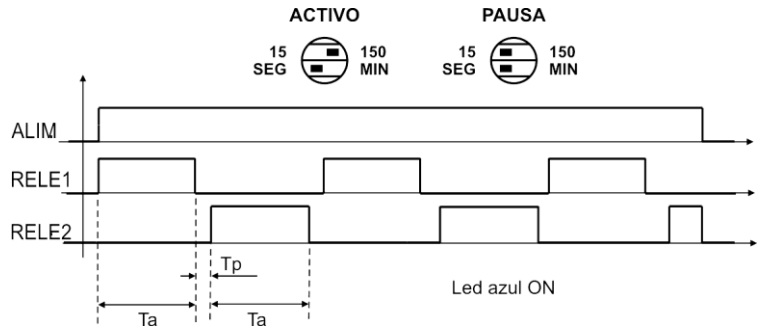 ACTIVO
PAUSA
15 150
SEG MIN
15 150
SEG MIN
ALIM
RELE1
RELE2
Tp
Led azul ON
Ta
Ta